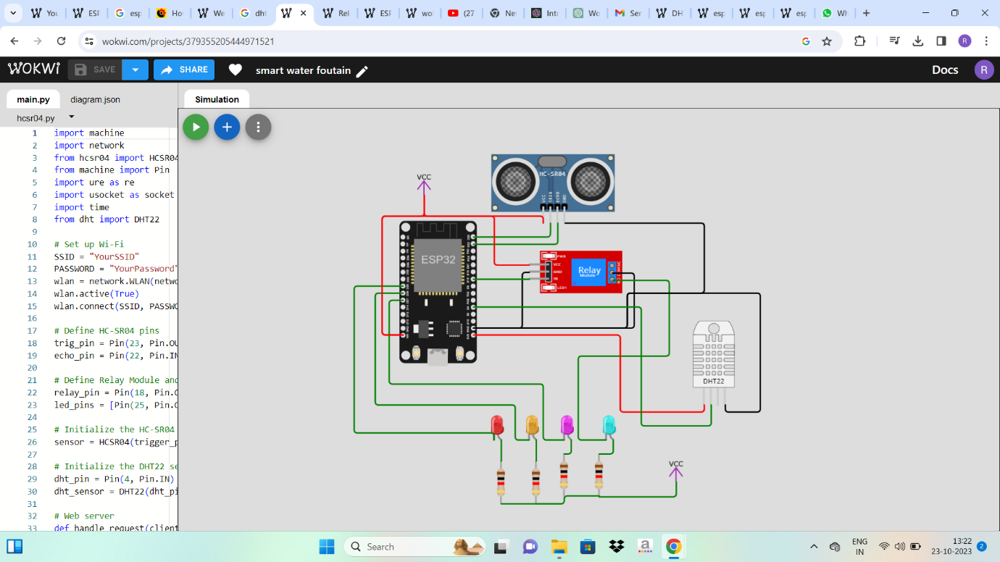 You
ESP
esp
Ho
We
dht
Rel
ESP
wol
(27
Ne
Int
Wo
Ser
DH
esp
esp
esp
Wh
wokwi.com/projects/379355205444971521
R
WOKWI
SAVE
SHARE
smart water foutain
Docs
R
main.py
diagram.json
hcsr04.py
Simulation
1 import machine
2 import network
3 from hcsr04 import HCSR04
4 from machine import Pin
5 import ure as re
6 import usocket as socket
7 import time
8 from dht import DHT22
9
10 # Set up Wi-Fi
11 SSID = "YourSSID"
12 PASSWORD = "YourPassword"
13 wlan = network.WLAN(netwo
14 wlan.active(True)
15 wlan.connect(SSID, PASSWO
16
17 # Define HC-SR04 pins
18 trig_pin = Pin(23, Pin.OU
19 echo_pin = Pin(22, Pin.IN
20
21 # Define Relay Module and
22 relay_pin = Pin(18, Pin.O
23 led_pins = [Pin(25, Pin.O
24
25 # Initialize the HC-SR04
26 sensor = HCSR04(trigger_p
27
28 # Initialize the DHT22 se
29 dht_pin = Pin(4, Pin.IN)
30 dht_sensor = DHT22(dht_pi
31
32 # Web server
33 def handle_request(client
VCC
HC-SR04
VCC
TRIG
ECHO
GND
ESP32
PWR
VCC
GND
IN
LED1
Relay
Module
DHT22
VCC
Search
ENG
IN
13:22
23-10-2023
2